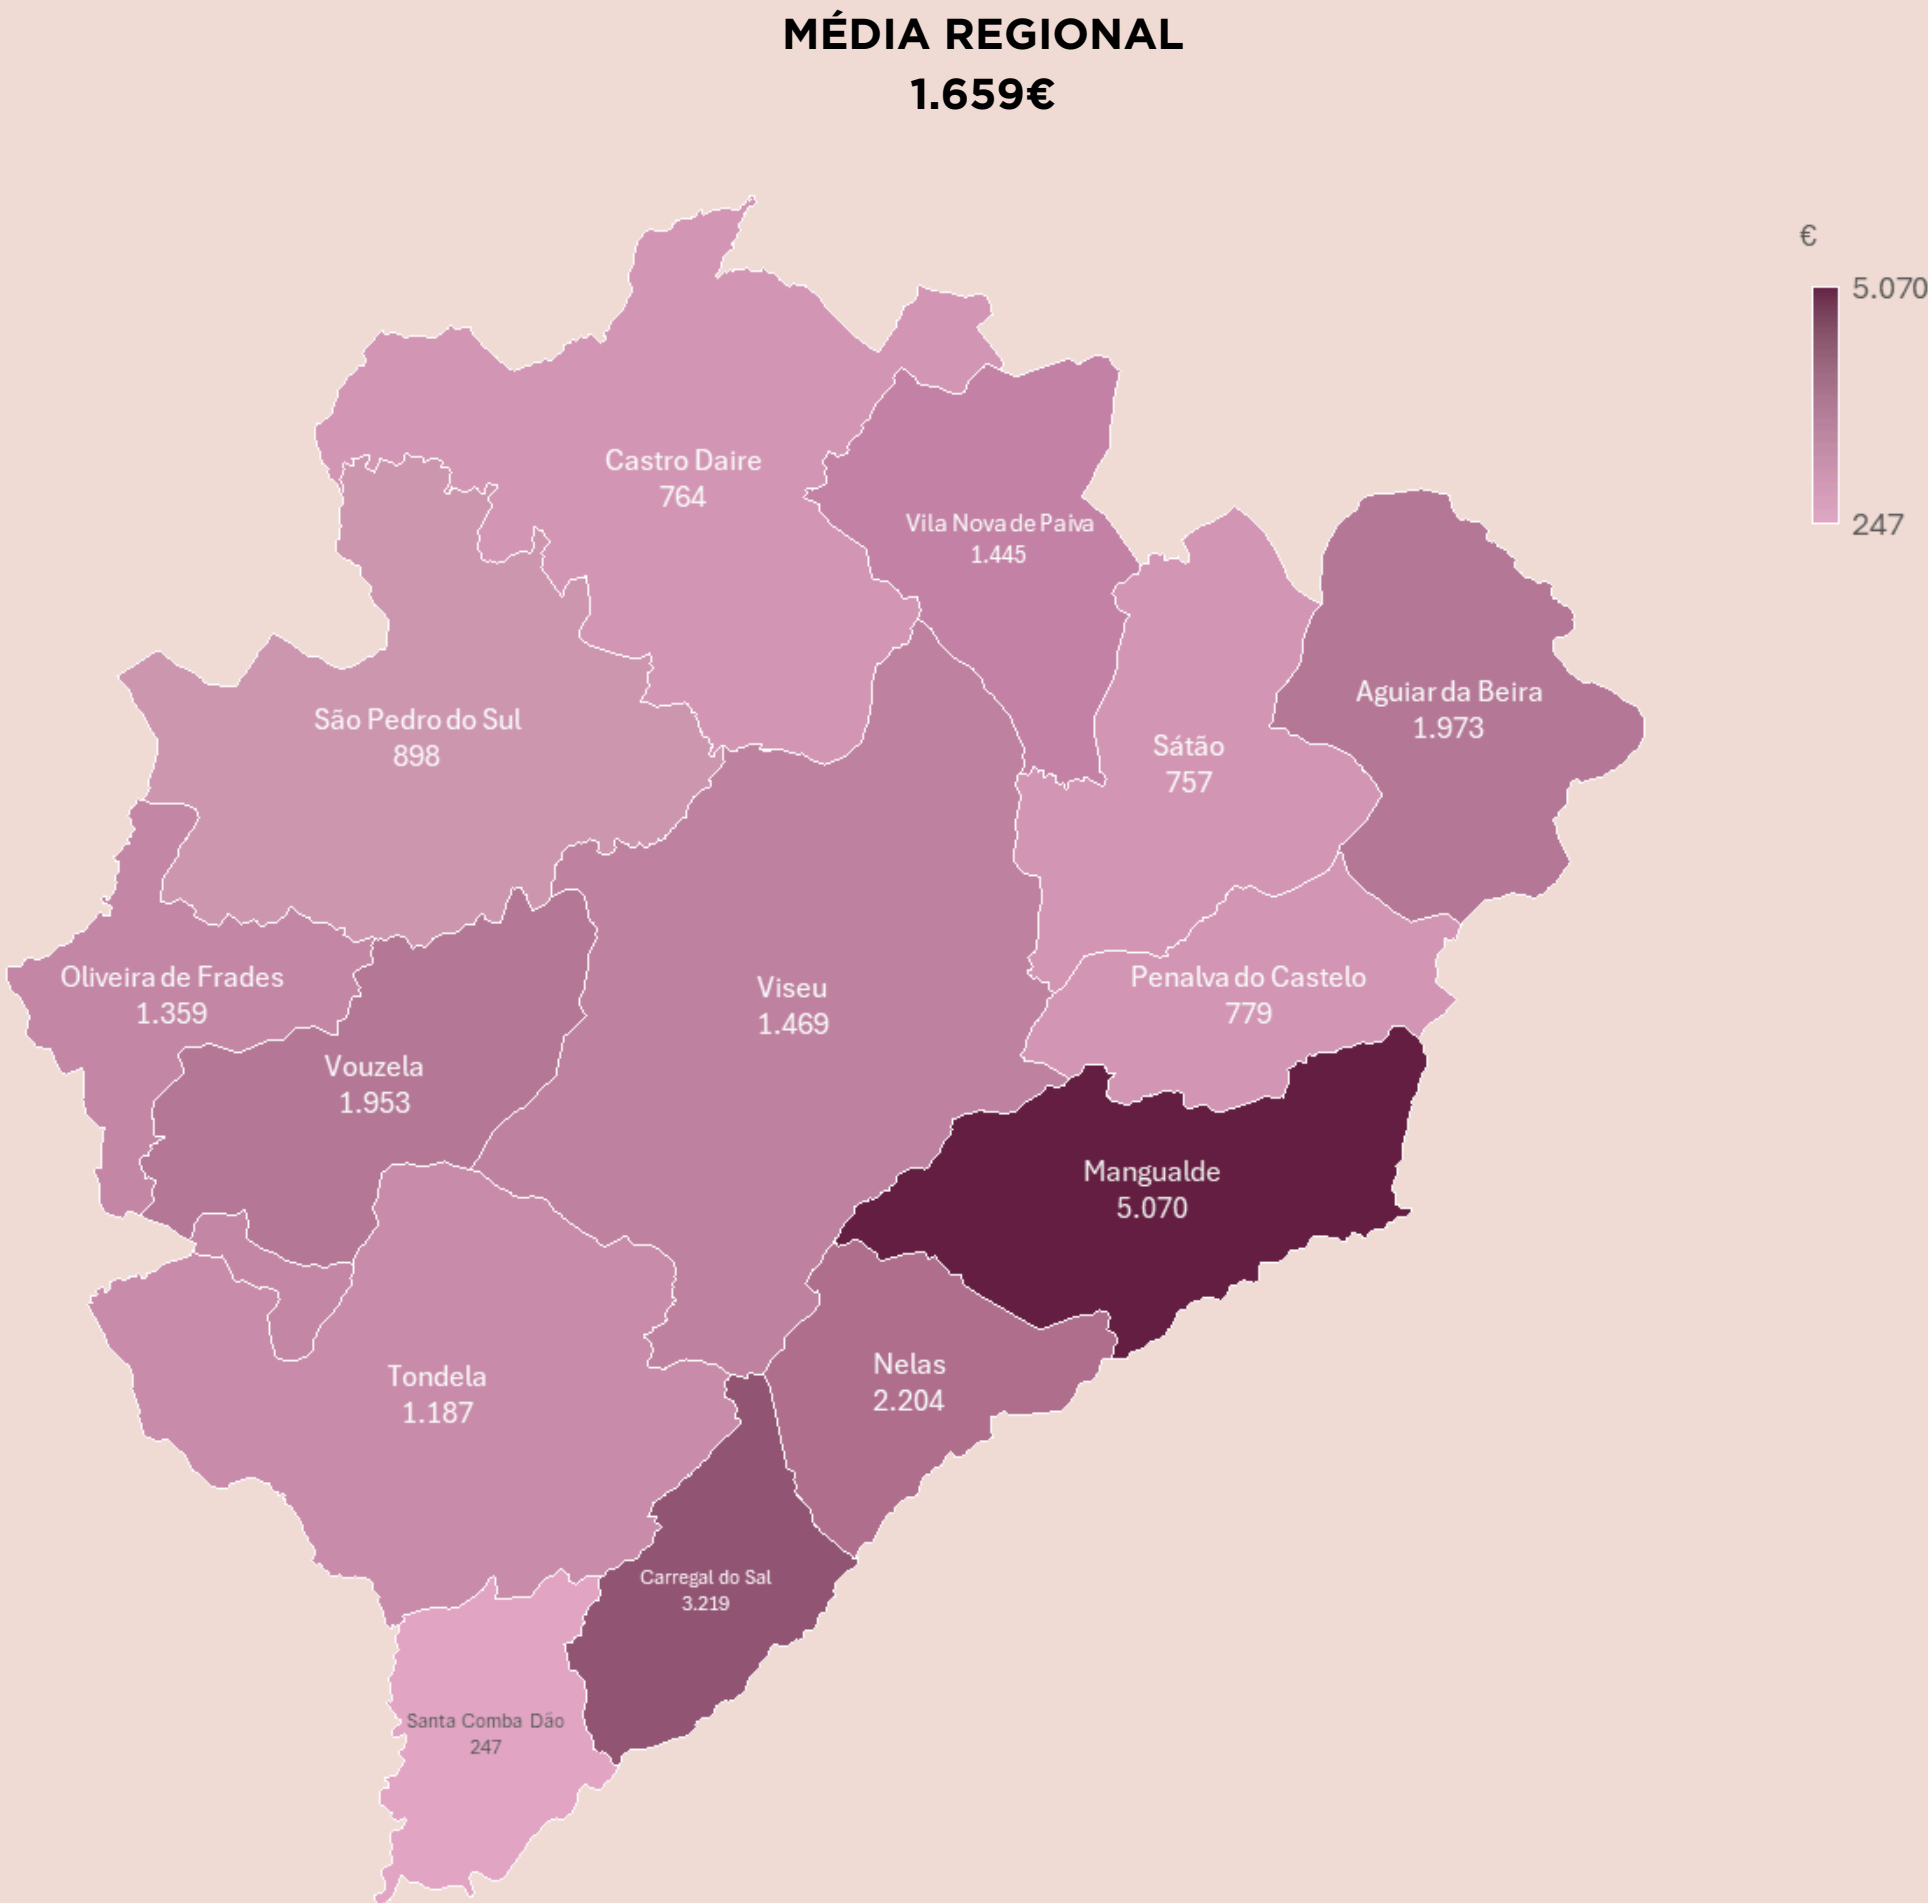 MÉDIA REGIONAL
1.659€
€
5.070
247
Castro Daire
764
Vila Nova de Paiva
1.445
Aguiar da Beira
1.973
São Pedro do Sul
898
Sátão
757
Oliveira de Frades
1.359
Viseu
1.469
Penalva do Castelo
779
Vouzela
1.953
Mangualde
5.070
Nelas
2.204
Tondela
1.187
Carregal do Sal
3.219
Santa Comba Dão
247